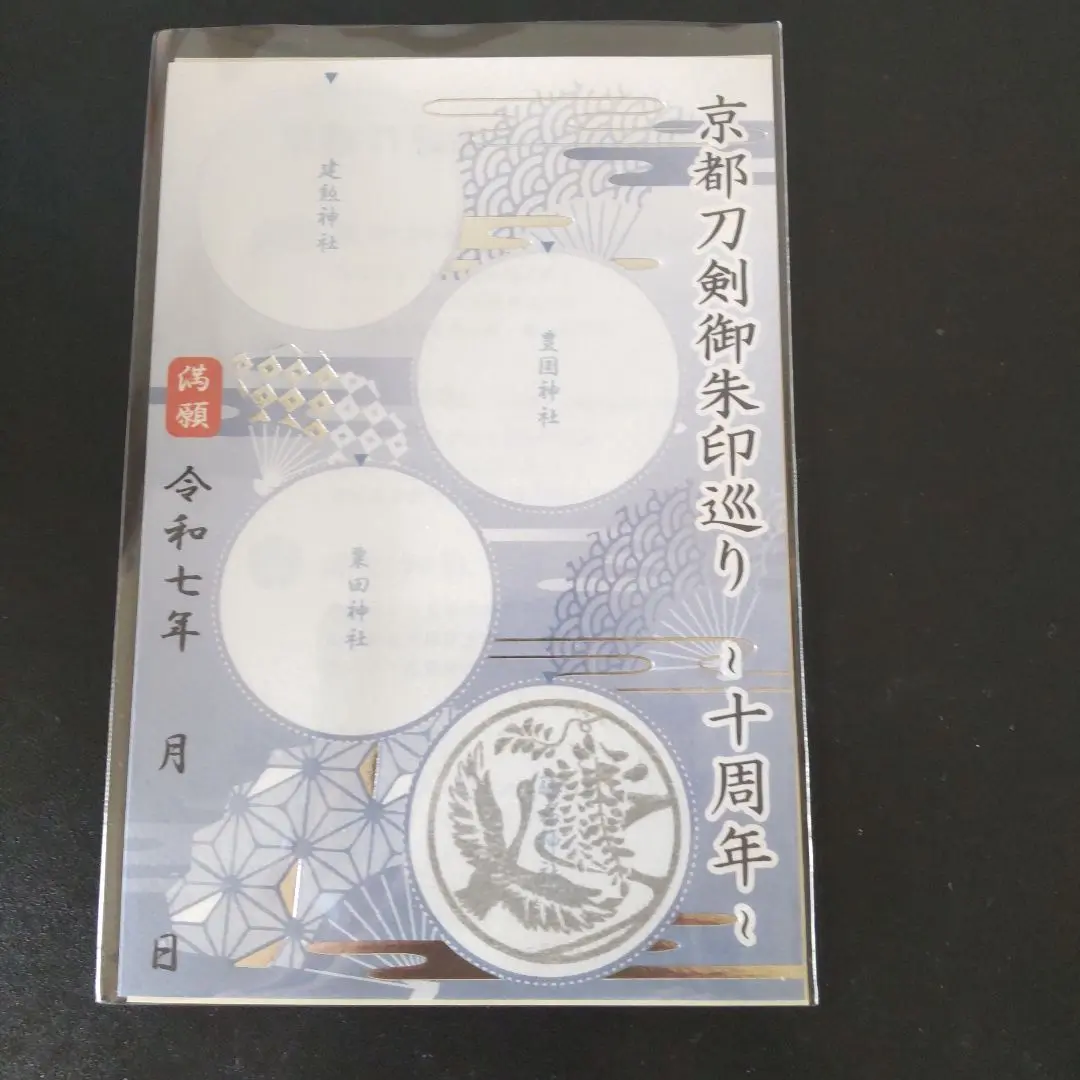 京都刀剣御朱印巡り ~十周年~
建勲神社
豊国神社
粟田神社
満願
令和七年 月 日